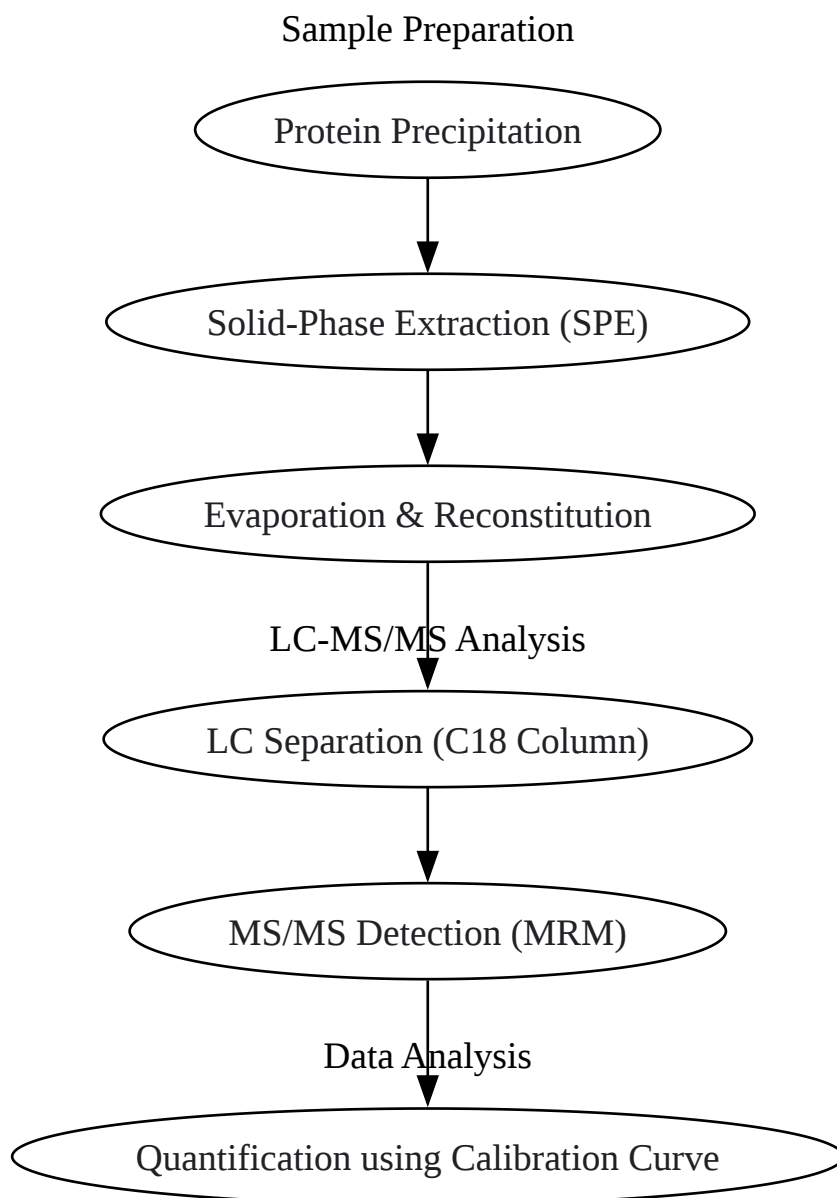 Sample Preparation
Protein Precipitation
Solid-Phase Extraction (SPE)
Evaporation & Reconstitution
LC-MS/MS Analysis
LC Separation (C18 Column)
MS/MS Detection (MRM)
Data Analysis
Quantification using Calibration Curve